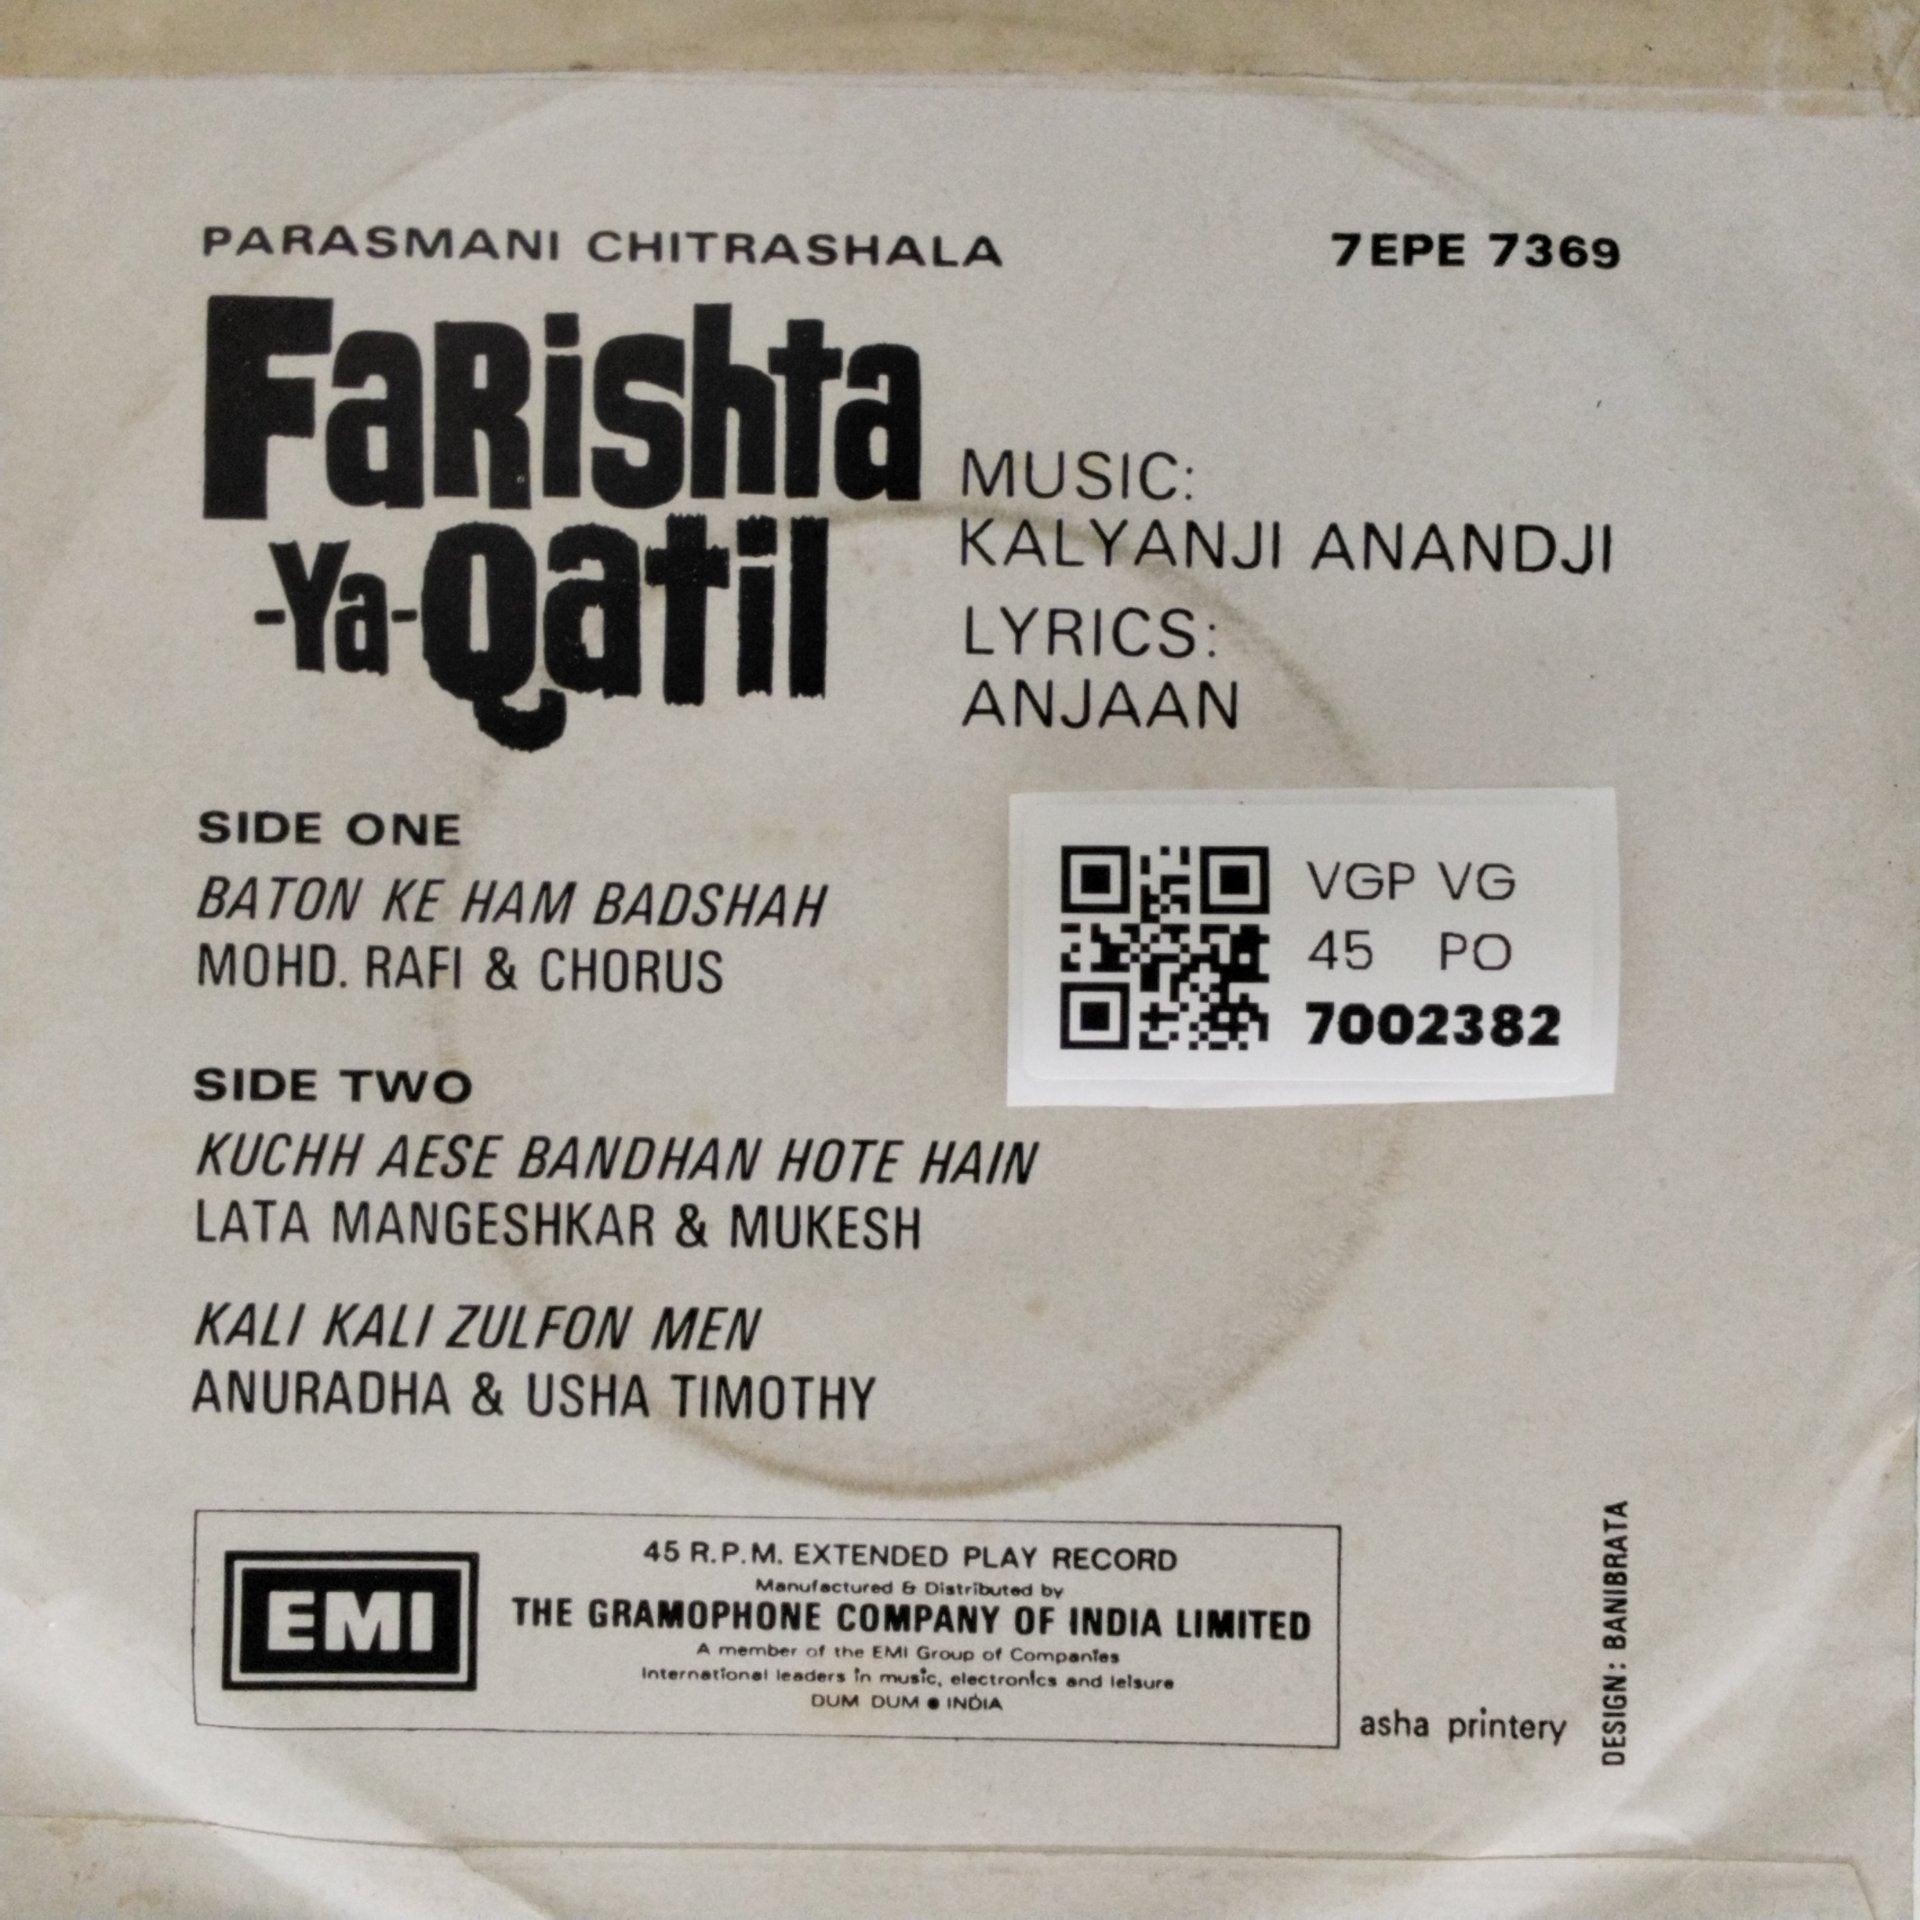 PARASMANI CHITRASHALA
7EPE 7369
FaRishta
-Ya-Qatil
MUSIC:
KALYANJI ANANDJI
LYRICS:
ANJAAN
SIDE ONE
BATON KE HAM BADSHAH
MOHD. RAFI & CHORUS
VGP VG
45 PO
7002382
SIDE TWO
KUCHH AESE BANDHAN HOTE HAIN
LATA MANGESHKAR & MUKESH
KALI KALI ZULFON MEN
ANURADHA & USHA TIMOTHY
EMI
45 R.P.M. EXTENDED PLAY RECORD
Manufactured & Distributed by
THE GRAMOPHONE COMPANY OF INDIA LIMITED
A member of the EMI Group of Companies
International leaders in music, electronics and leisure
DUM DUM ● INDIA
asha printery
DESIGN: BANIBRATA